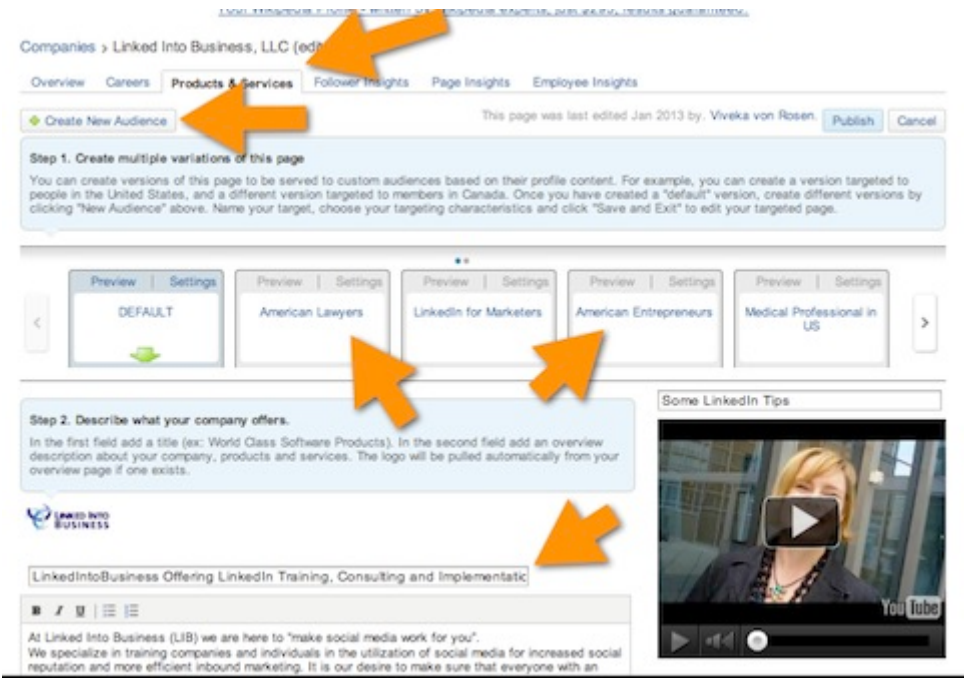 Your Wikipedia Profile - written by Wikipedia experts, just $295, results guaranteed.
Companies › Linked Into Business, LLC (edit
Overview Careers Products & Services Follower Insights Page Insights Employee Insights
Create New Audience This page was last edited Jan 2013 by. Viveka von Rosen. Publish Cancel
Step 1. Create multiple variations of this page
You can create versions of this page to be served to custom audiences based on their profile content. For example, you can create a version targeted to
people in the United States, and a different version targeted to members in Canada. Once you have created a "default" version, create different versions by
clicking "New Audience" above. Name your target, choose your targeting characteristics and click "Save and Exit" to edit your targeted page.
Preview | Settings Preview | Settings Preview | Settings Preview | Settings Preview | Settings
DEFAULT American Lawyers LinkedIn for Marketers American Entrepreneurs Medical Professional in
US
Some LinkedIn Tips
Step 2. Describe what your company offers.
In the first field add a title (ex: World Class Software Products). In the second field add an overview
description about your company, products and services. The logo will be pulled automatically from your
overview page if one exists.
LINKED INTO
BUSINESS
LinkedIntoBusiness Offering LinkedIn Training, Consulting and Implementatic
B I U
YouTube
At Linked Into Business (LIB) we are here to "make social media work for you".
We specialize in training companies and individuals in the utilization of social media for increased social
reputation and more efficient inbound marketing. It is our desire to make sure that everyone with an